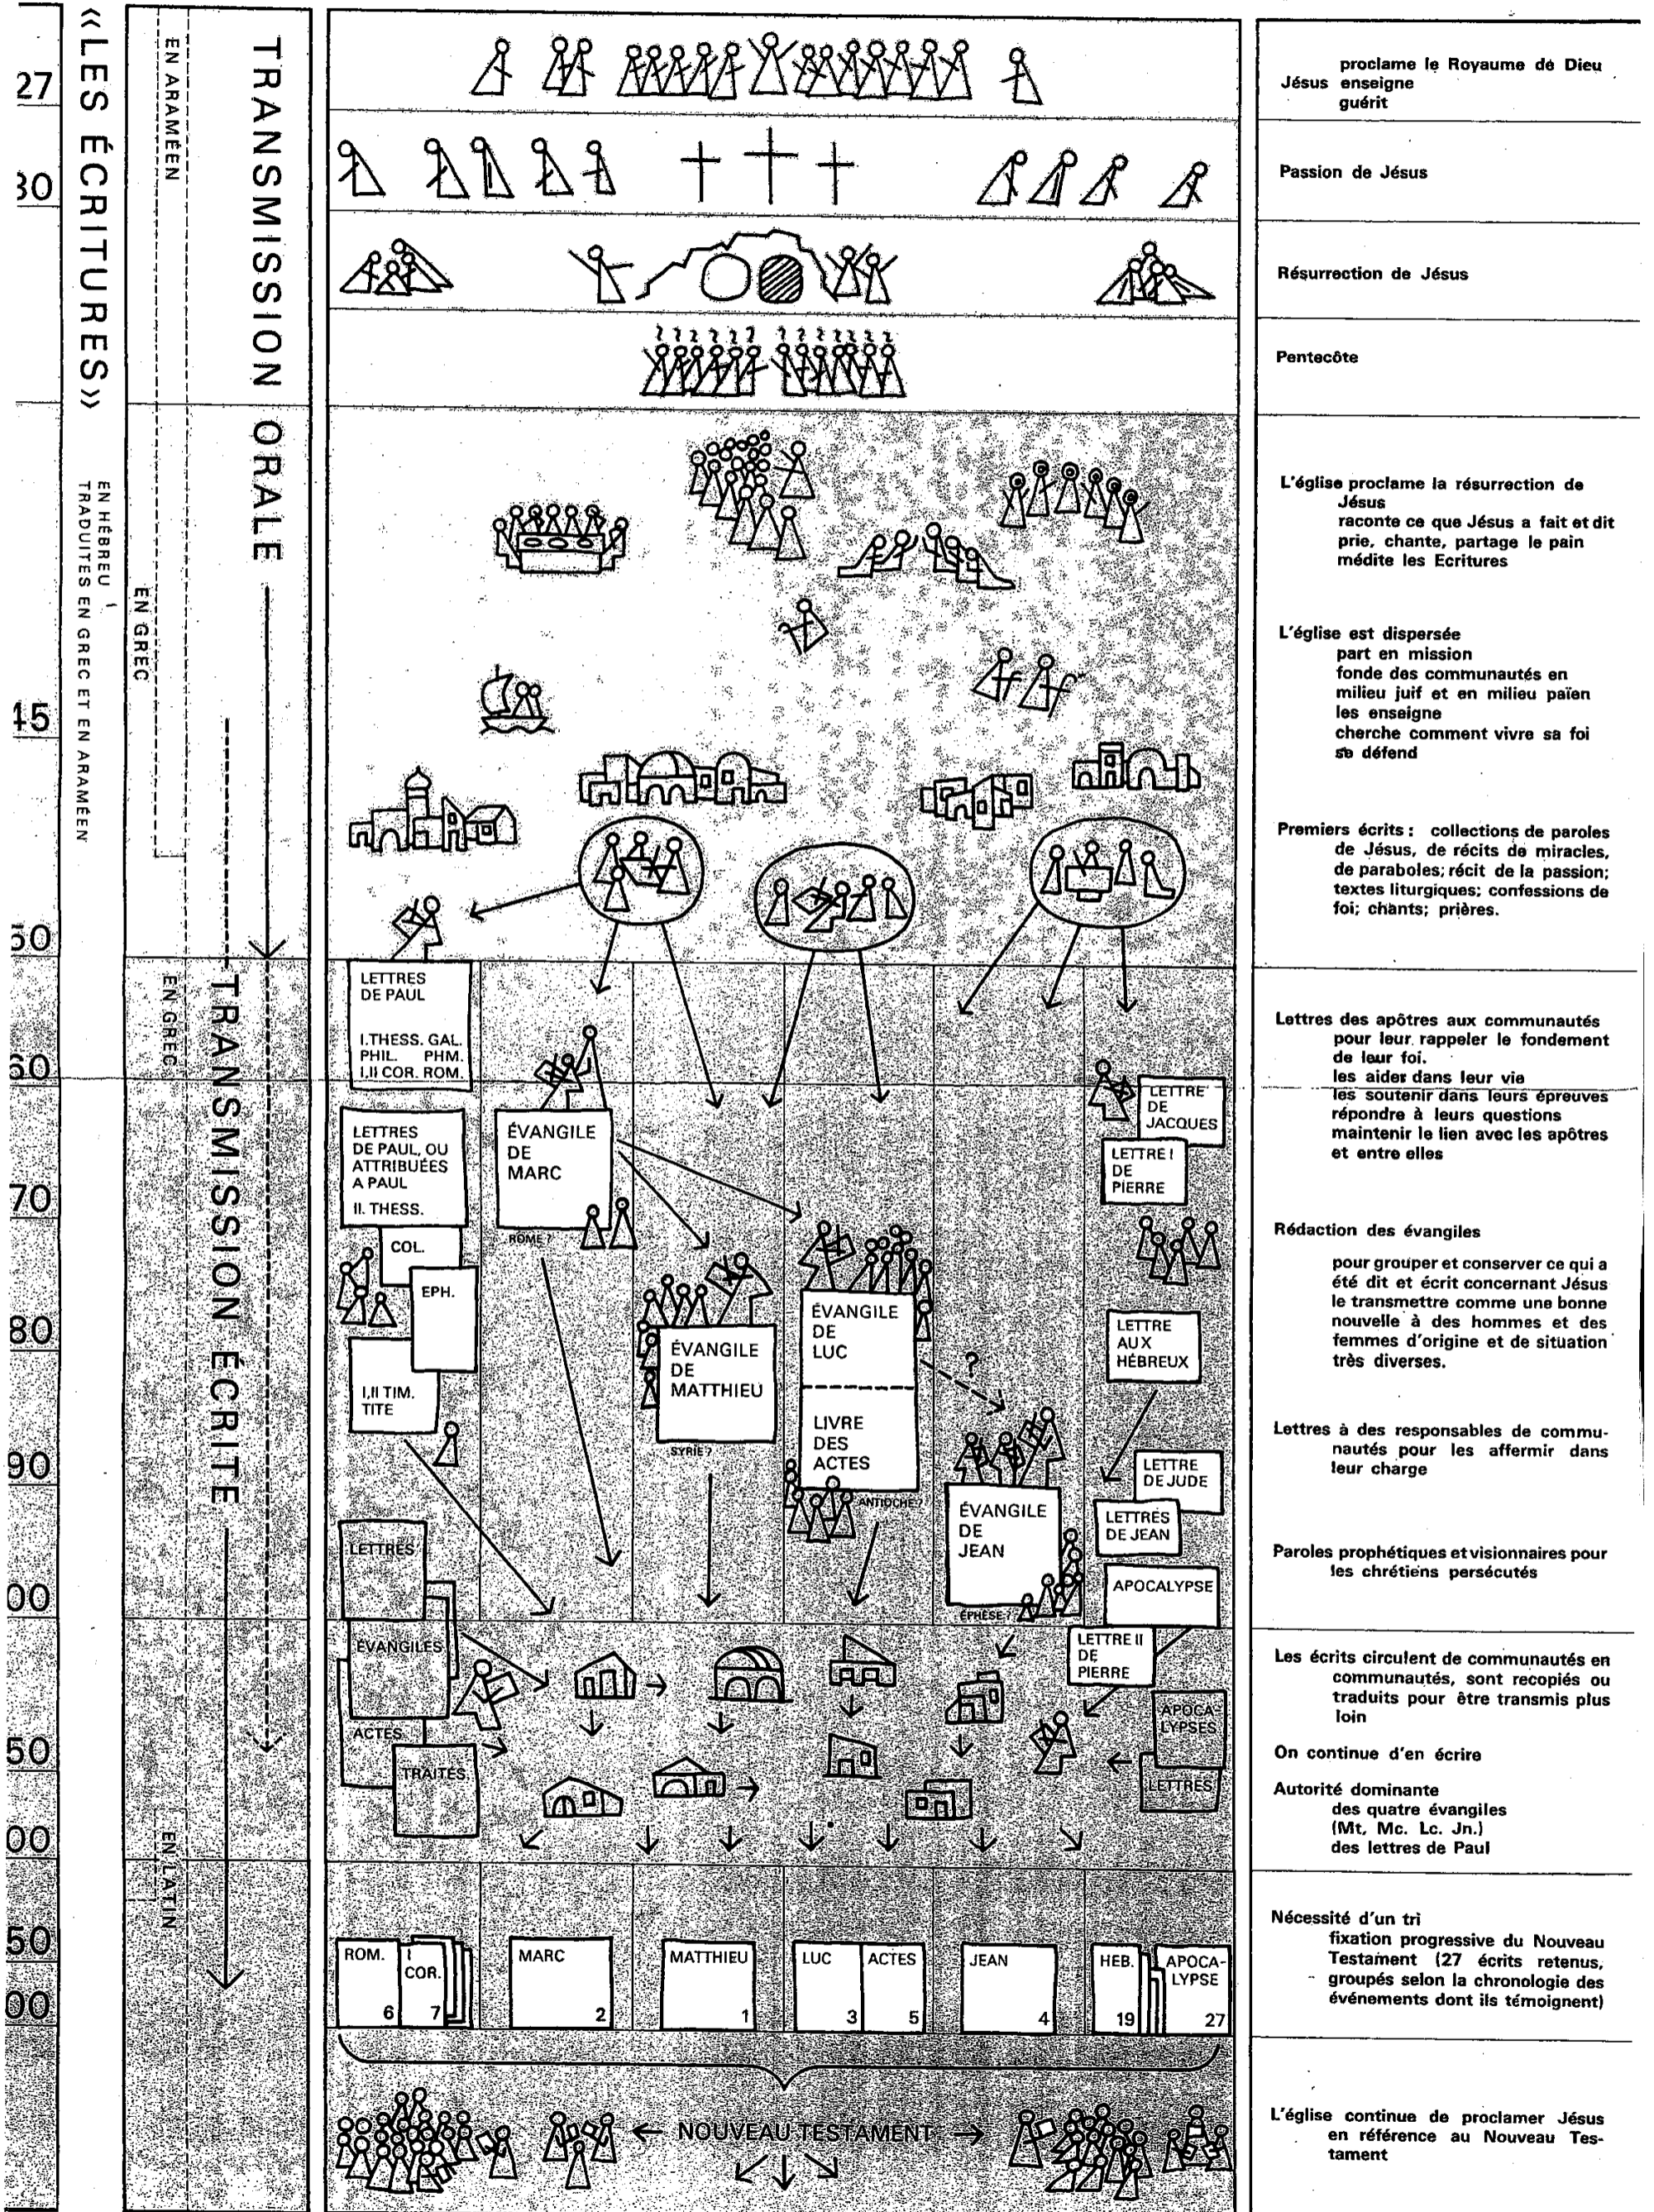 27
30
45
50
60
70
80
90
00
50
00
50
00
«LES ÉCRITURES»
EN HÉBREU
TRADUITES EN GREC ET EN ARAMÉEN
EN ARAMÉEN
EN GREC
EN GREC
EN LATIN
TRANSMISSION ORALE
TRANSMISSION ÉCRITE
proclame le Royaume de Dieu
Jésus enseigne
guérit
Passion de Jésus
Résurrection de Jésus
Pentecôte
L'église proclame la résurrection de
Jésus
raconte ce que Jésus a fait et dit
prie, chante, partage le pain
médite les Ecritures
L'église est dispersée
part en mission
fonde des communautés en
milieu juif et en milieu païen
les enseigne
cherche comment vivre sa foi
se défend
Premiers écrits : collections de paroles
de Jésus, de récits de miracles,
de paraboles; récit de la passion;
textes liturgiques; confessions de
foi; chants; prières.
LETTRES
DE PAUL
I.THESS. GAL.
PHIL. PHM.
I,II COR. ROM.
Lettres des apôtres aux communautés
pour leur rappeler le fondement
de leur foi.
les aider dans leur vie
les soutenir dans leurs épreuves
répondre à leurs questions
maintenir le lien avec les apôtres
et entre elles
LETTRES
DE PAUL, OU
ATTRIBUÉES
A PAUL
II. THESS.
COL.
EPH.
I,II TIM.
TITE
ÉVANGILE
DE
MARC
ROME ?
ÉVANGILE
DE
MATTHIEU
SYRIE ?
ÉVANGILE
DE
LUC
LIVRE
DES
ACTES
ANTIOCHE ?
?
ÉVANGILE
DE
JEAN
ÉPHÈSE ?
LETTRE
DE
JACQUES
LETTRE I
DE
PIERRE
LETTRE
AUX
HÉBREUX
LETTRE
DE JUDE
LETTRES
DE JEAN
APOCALYPSE
LETTRE II
DE
PIERRE
Rédaction des évangiles
pour grouper et conserver ce qui a
été dit et écrit concernant Jésus
le transmettre comme une bonne
nouvelle à des hommes et des
femmes d'origine et de situation
très diverses.
Lettres à des responsables de commu-
nautés pour les affermir dans
leur charge
Paroles prophétiques et visionnaires pour
les chrétiens persécutés
LETTRES
ÉVANGILES
ACTES
TRAITÉS
APOCA-
LYPSES
LETTRES
Les écrits circulent de communautés en
communautés, sont recopiés ou
traduits pour être transmis plus
loin
On continue d'en écrire
Autorité dominante
des quatre évangiles
(Mt, Mc. Lc. Jn.)
des lettres de Paul
ROM.
6
I
COR.
7
MARC
2
MATTHIEU
1
LUC
3
ACTES
5
JEAN
4
HEB.
19
APOCA-
LYPSE
27
Nécessité d'un tri
fixation progressive du Nouveau
Testament (27 écrits retenus,
groupés selon la chronologie des
événements dont ils témoignent)
NOUVEAU TESTAMENT
L'église continue de proclamer Jésus
en référence au Nouveau Tes-
tament